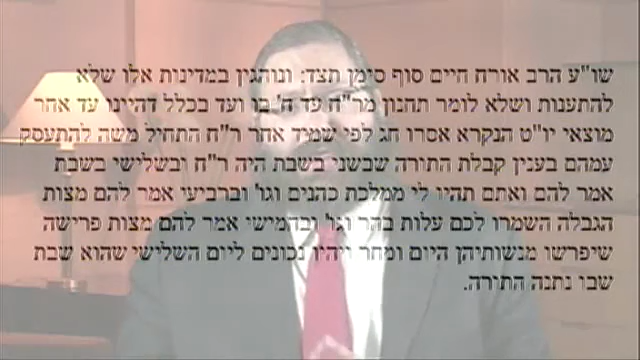 שו"ע הרב אורח חיים סוף סימן תצד: ונוהגין במדינות אלו שלא
להתענות ושלא לומר תחנון מר"ח עד ה' בו ועד בכלל דהיינו עד אחר
מוצאי יו"ט הנקרא אסרו חג לפי שמיד אחר ר"ח התחיל משה להתעסק
עמהם בענין קבלת התורה שבשני בשבת היה ר"ח ובשלישי בשבת
אמר להם ואתם תהיו לי ממלכת כהנים וגו' וברביעי אמר להם מצות
הגבלה השמרו לכם עלות בהר וגו' ובחמישי אמר להם מצות פרישה
שיפרשו מנשותיהן היום ומחר ויהיו נכונים ליום השלישי שהוא שבת
שבו נתנה התורה.